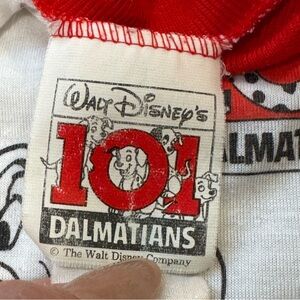 WALT DISNEY'S
101
DALMATIANS
© The Walt Disney Company
ALMAT